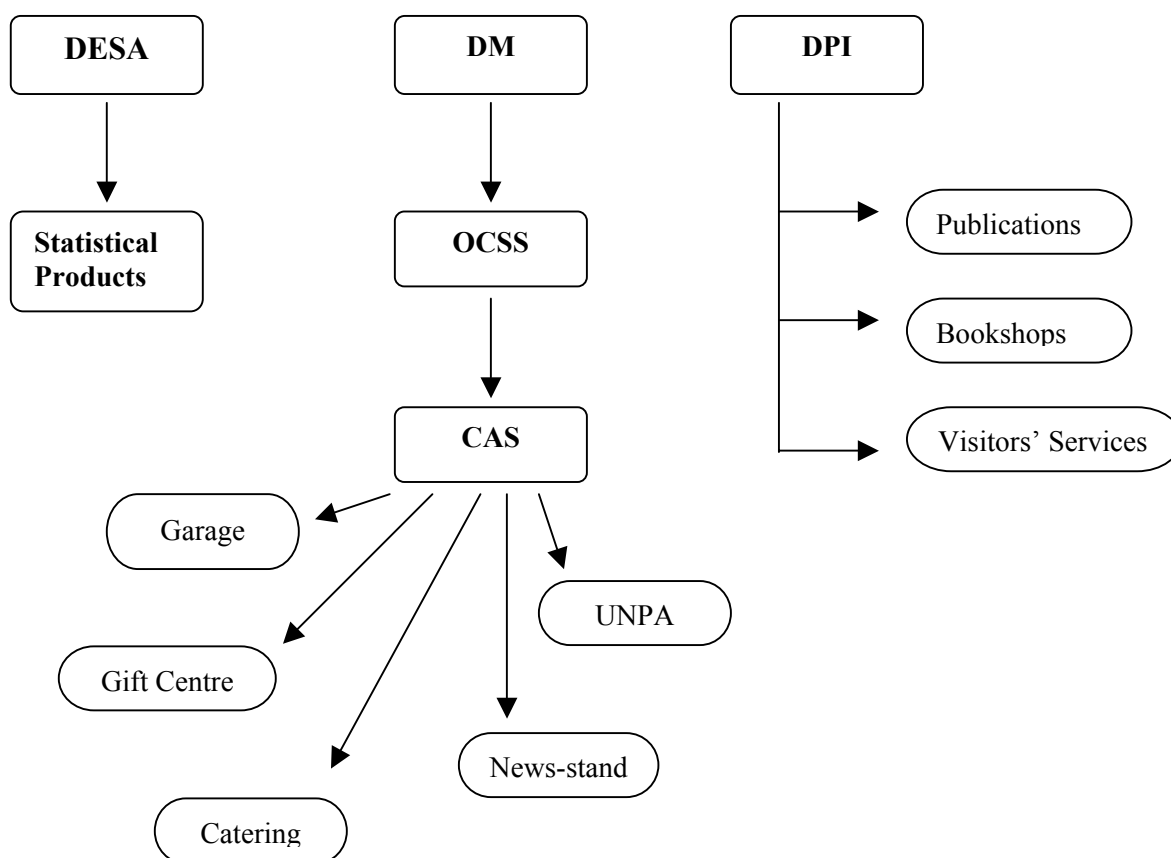 DESA
DM
DPI
Statistical
Products
OCSS
Publications
Bookshops
CAS
Visitors’ Services
Garage
UNPA
Gift Centre
News-stand
Catering